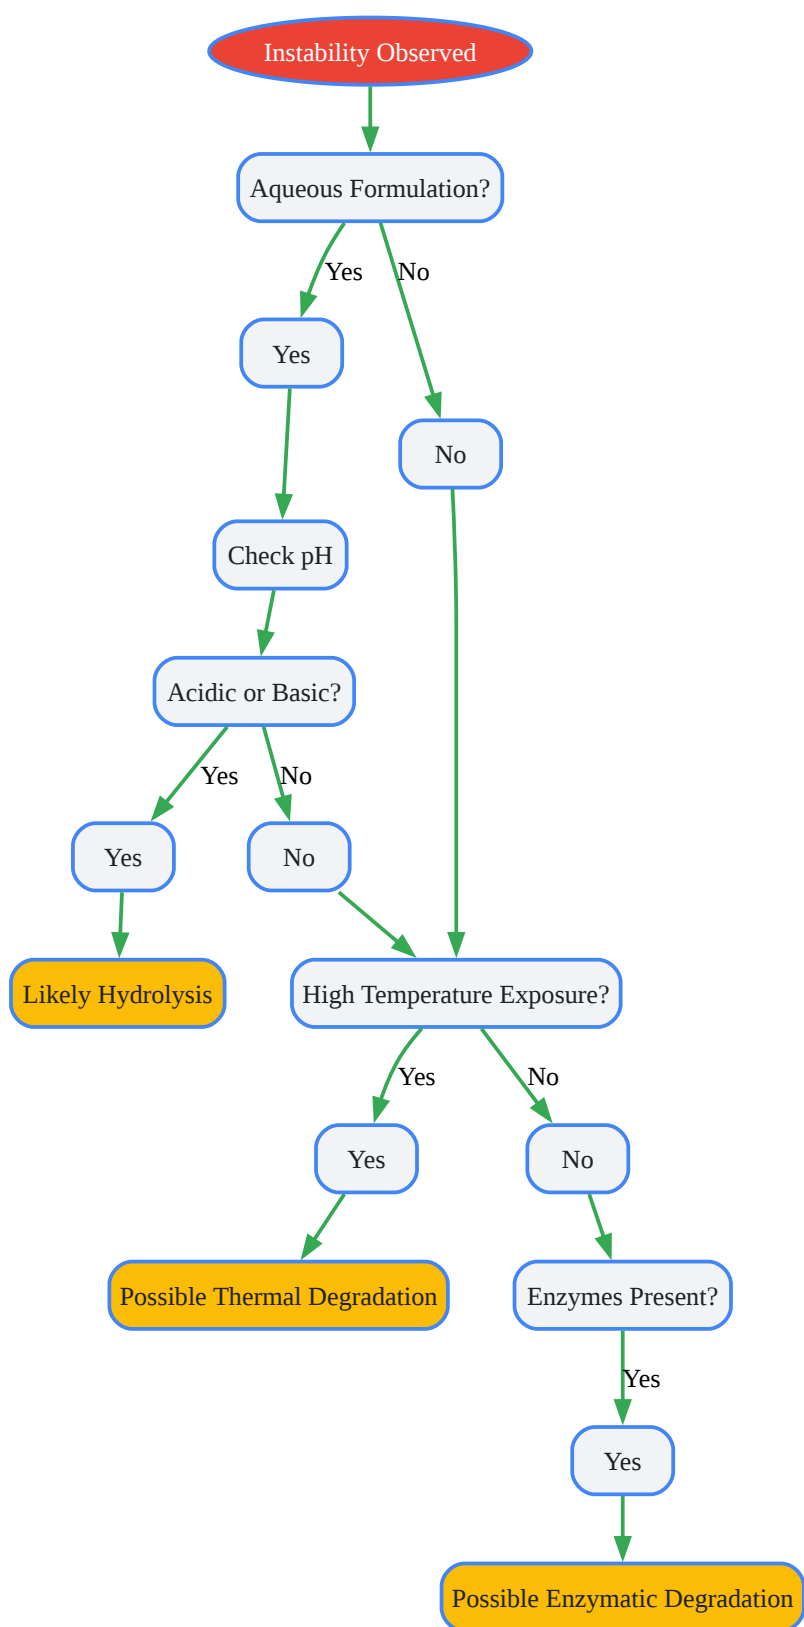 Instability Observed
Aqueous Formulation?
Yes
No
Yes
No
Check pH
Acidic or Basic?
Yes
No
Yes
No
Likely Hydrolysis
High Temperature Exposure?
Yes
No
Yes
No
Possible Thermal Degradation
Enzymes Present?
Yes
Yes
Possible Enzymatic Degradation